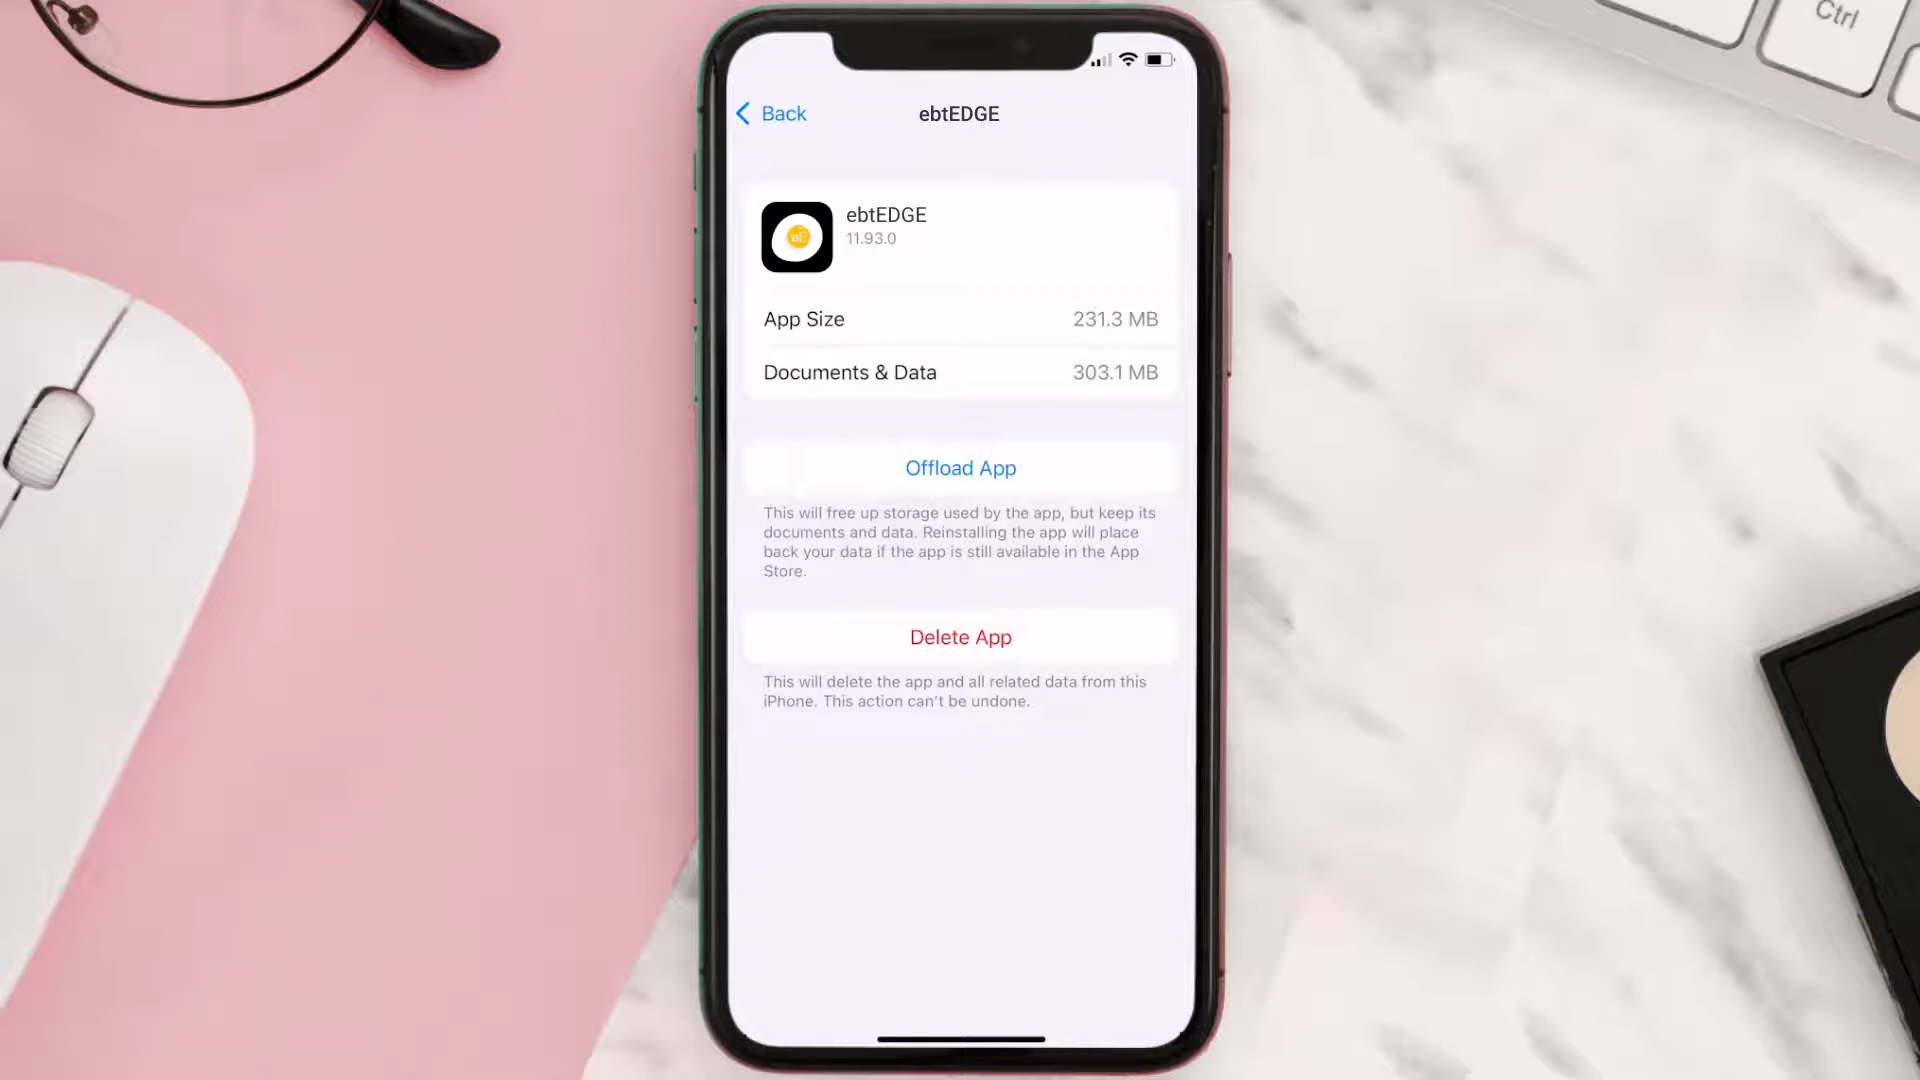 Ctrl
Back
ebtEDGE
eE
ebtEDGE
11.93.0
App Size
231.3 MB
Documents & Data
303.1 MB
Offload App
This will free up storage used by the app, but keep its
documents and data. Reinstalling the app will place
back your data if the app is still available in the App
Store.
Delete App
This will delete the app and all related data from this
iPhone. This action can't be undone.